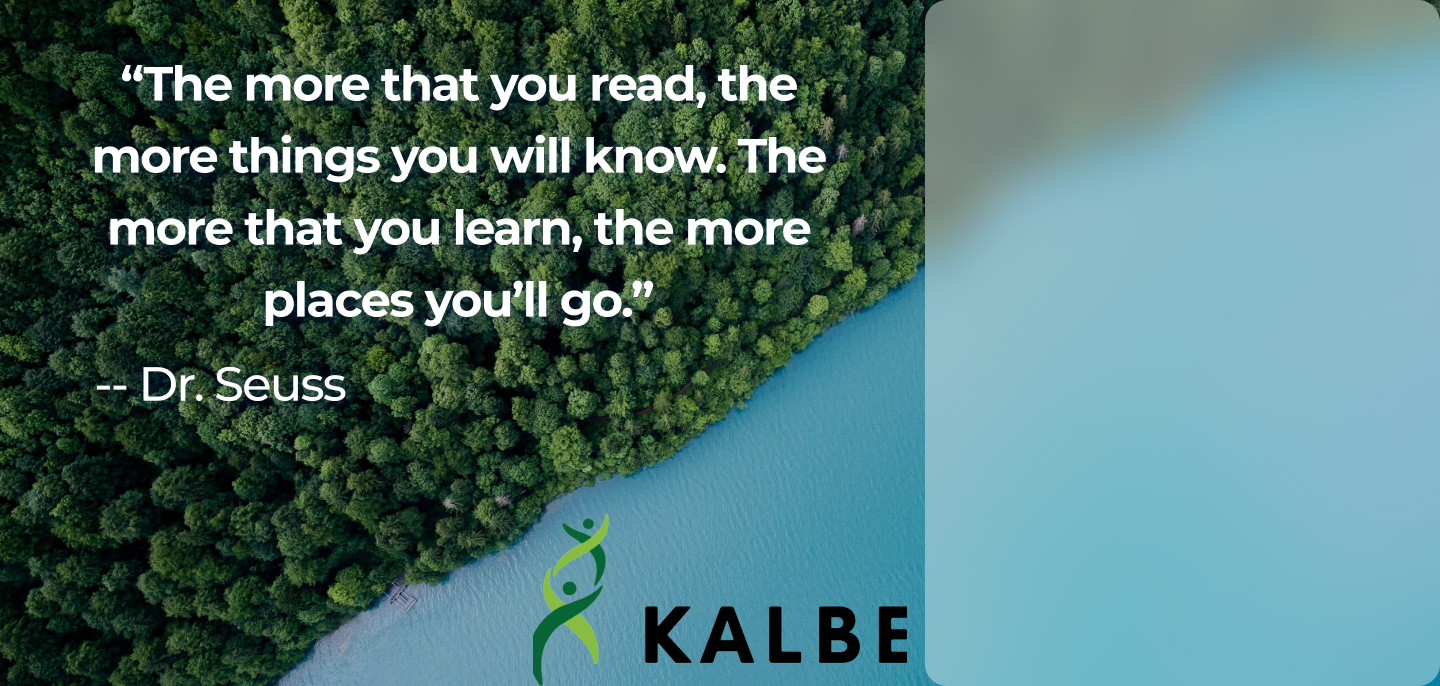 “The more that you read, the
more things you will know. The
more that you learn, the more
places you’ll go.”
-- Dr. Seuss
KALBE